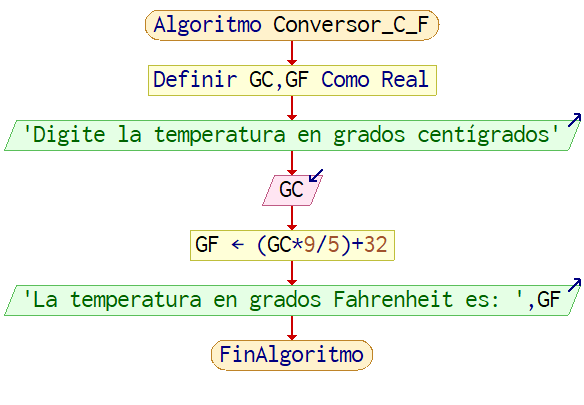 Algoritmo Conversor_C_F
Definir GC,GF Como Real
'Digite la temperatura en grados centígrados'
GC
GF ← (GC*9/5)+32
'La temperatura en grados Fahrenheit es: ',GF
FinAlgoritmo